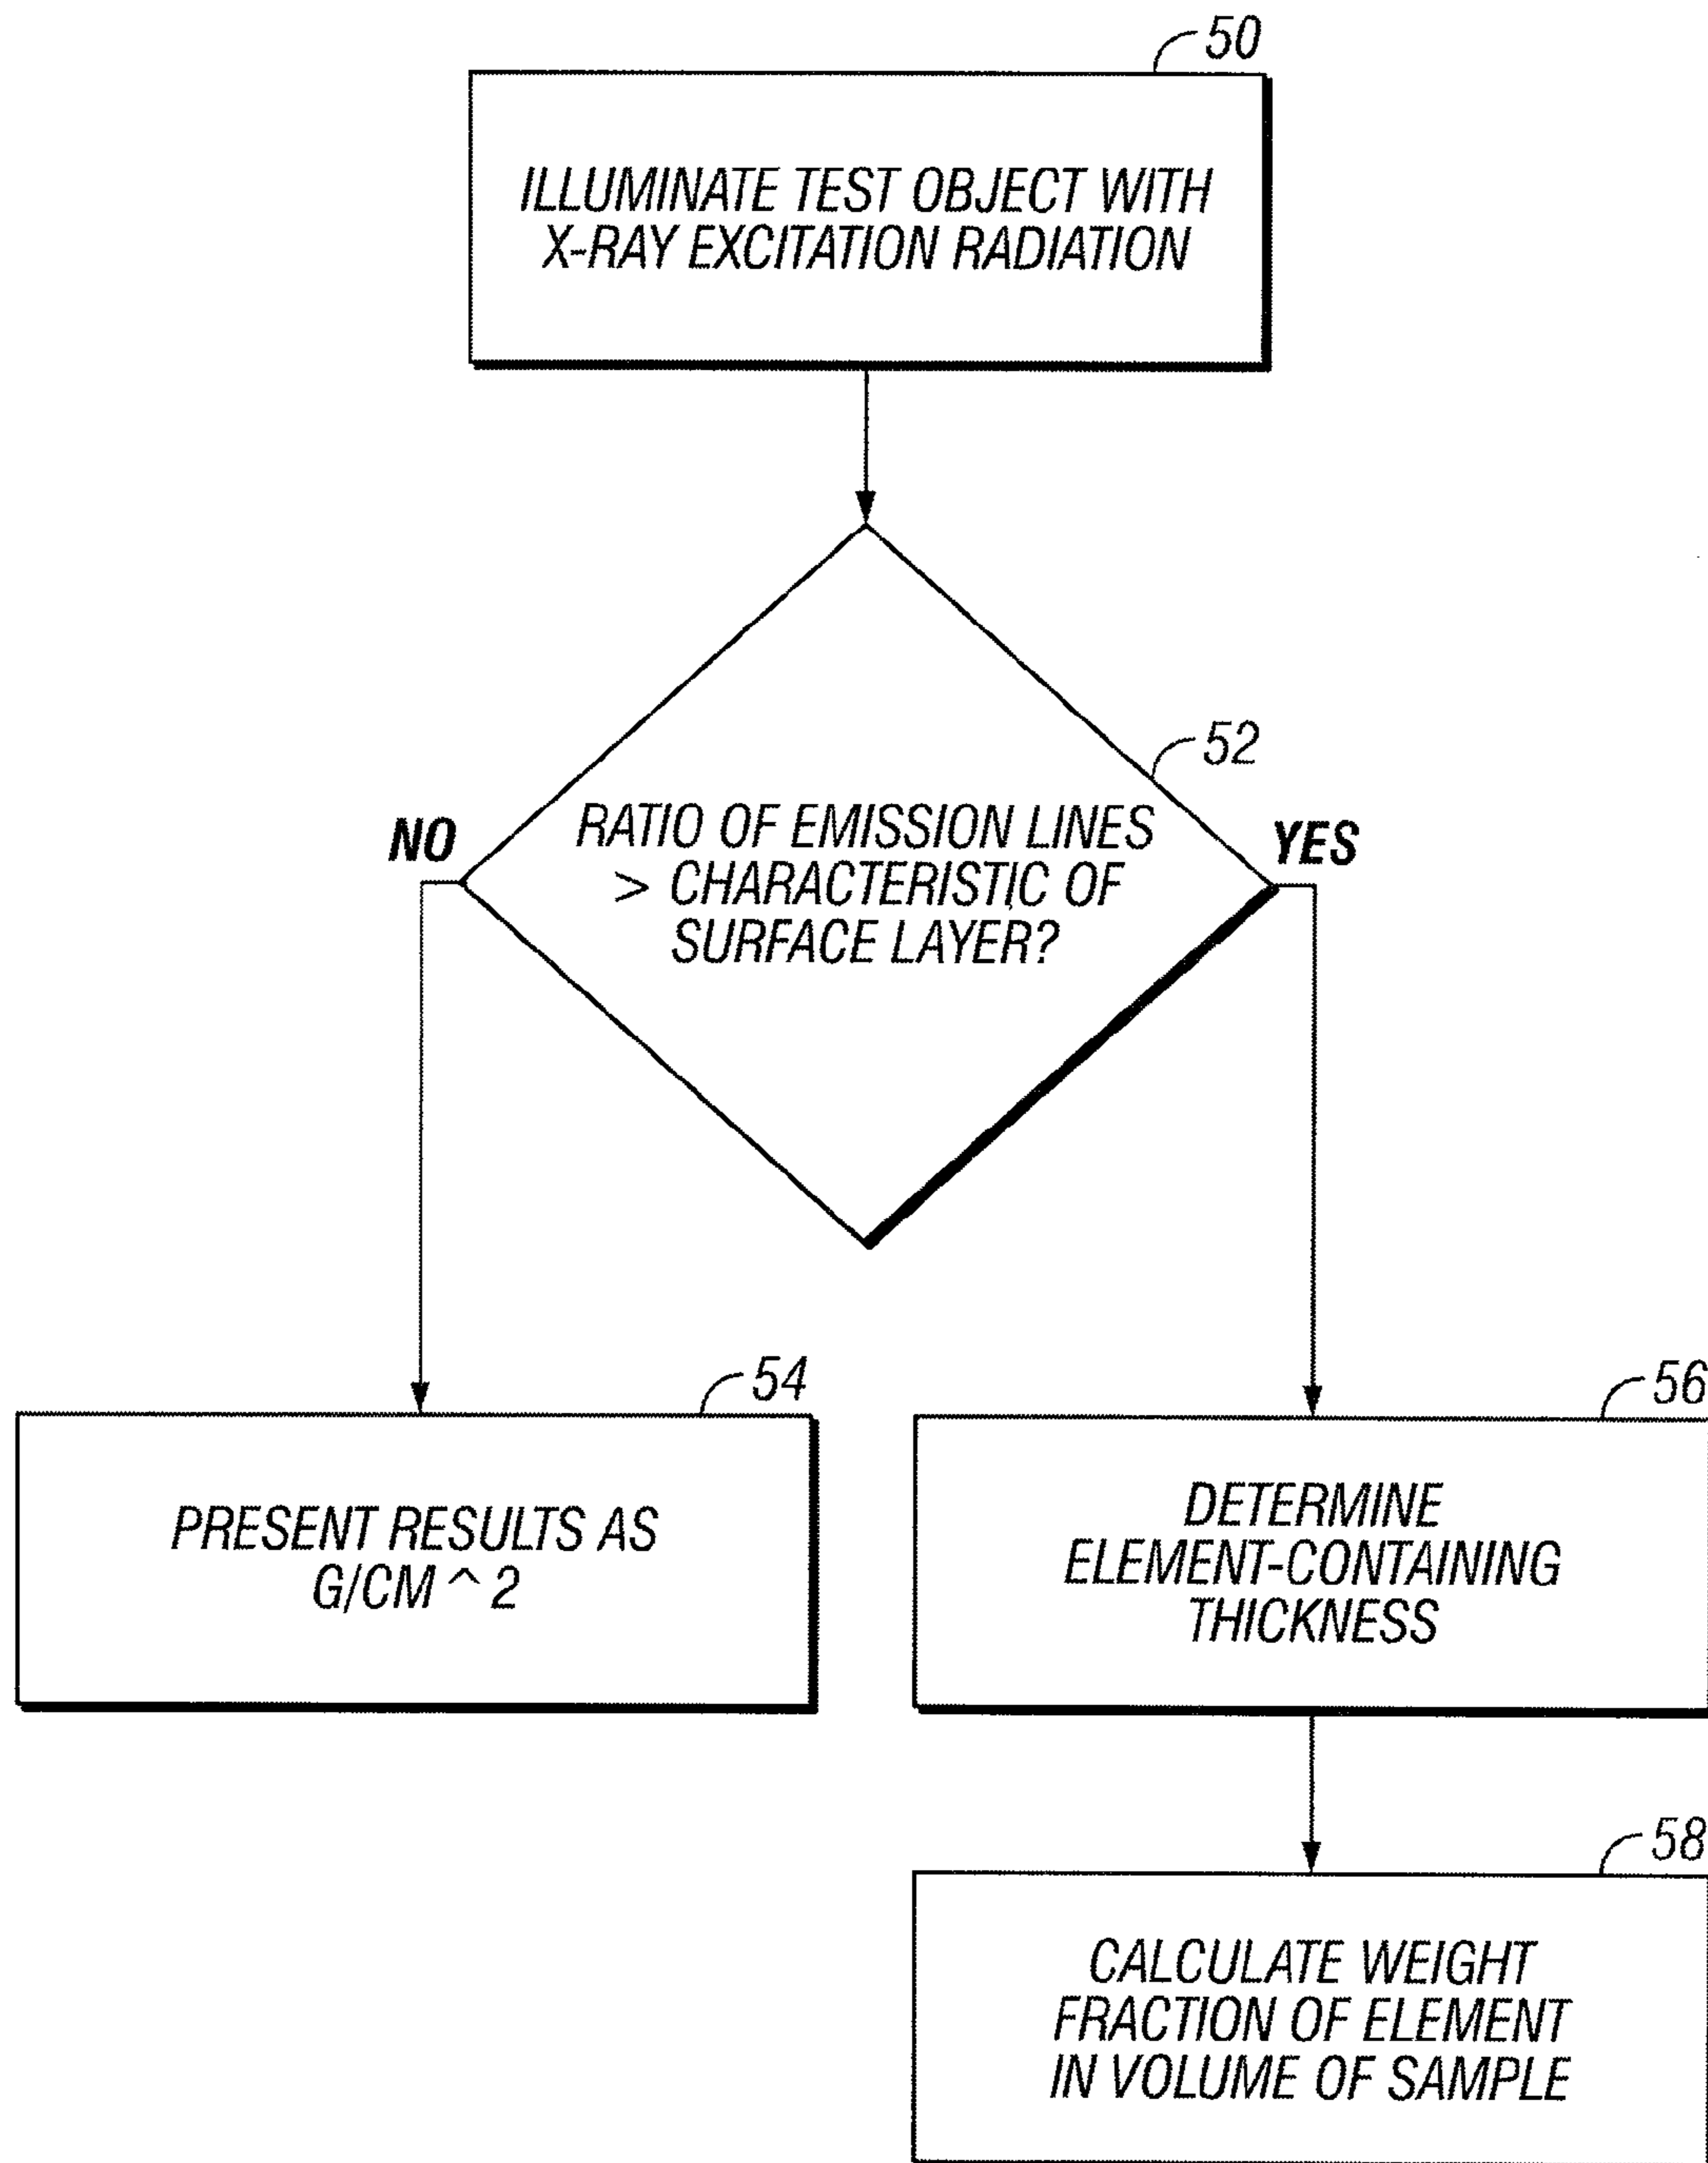 50
ILLUMINATE TEST OBJECT WITH
X-RAY EXCITATION RADIATION
52
NO
RATIO OF EMISSION LINES
> CHARACTERISTIC OF
SURFACE LAYER?
YES
54
PRESENT RESULTS AS
G/CM ^ 2
56
DETERMINE
ELEMENT-CONTAINING
THICKNESS
58
CALCULATE WEIGHT
FRACTION OF ELEMENT
IN VOLUME OF SAMPLE